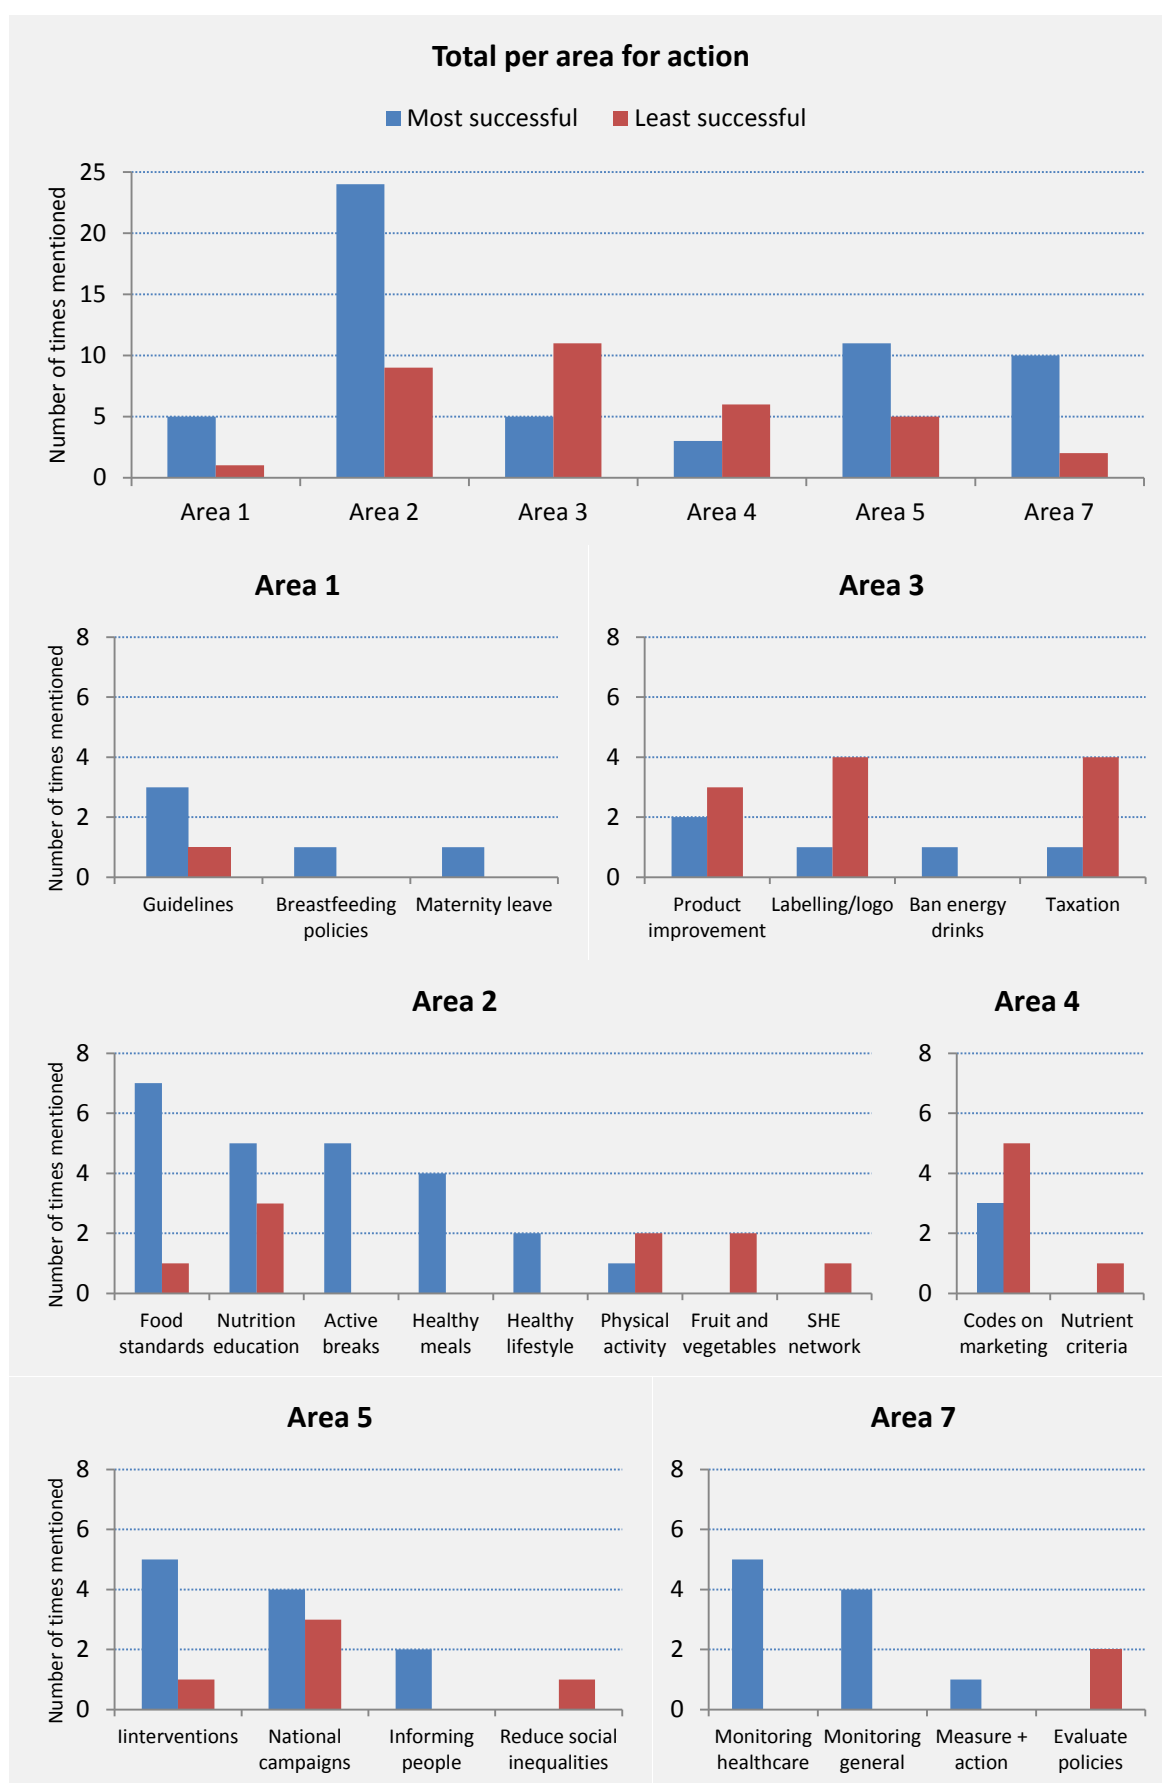 Total per area for action
Most successful Least successful
Number of times mentioned
25
20
15
10
5
0
Area 1 Area 2 Area 3 Area 4 Area 5 Area 7
Area 1
Number of times mentioned
8
6
4
2
0
Guidelines Breastfeeding Maternity leave
policies
Area 3
8
6
4
2
0
Product Labelling/logo Ban energy Taxation
improvement drinks
Area 2
Number of times mentioned
8
6
4
2
0
Food Nutrition Active Healthy Healthy Physical Fruit and SHE
standards education breaks meals lifestyle activity vegetables network
Area 4
8
6
4
2
0
Codes on Nutrient
marketing criteria
Area 5
Number of times mentioned
8
6
4
2
0
Iinterventions National Informing Reduce social
campaigns people inequalities
Area 7
8
6
4
2
0
Monitoring Monitoring Measure + Evaluate
healthcare general action policies